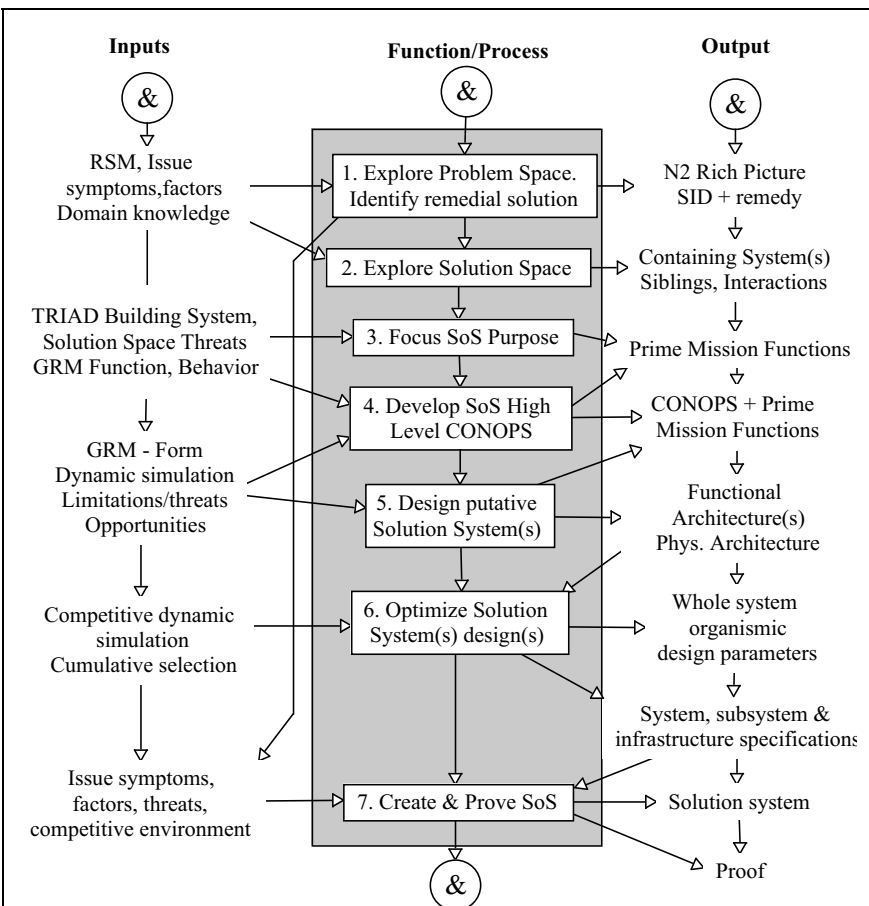 Inputs
Function/Process
Output
&
&
&
RSM, Issue
symptoms,factors
Domain knowledge
1. Explore Problem Space.
Identify remedial solution
N2 Rich Picture
SID + remedy
2. Explore Solution Space
Containing System(s)
Siblings, Interactions
TRIAD Building System,
Solution Space Threats
GRM Function, Behavior
3. Focus SoS Purpose
Prime Mission Functions
4. Develop SoS High
Level CONOPS
CONOPS + Prime
Mission Functions
GRM - Form
Dynamic simulation
Limitations/threats
Opportunities
5. Design putative
Solution System(s)
Functional
Architecture(s)
Phys. Architecture
Competitive dynamic
simulation
Cumulative selection
6. Optimize Solution
System(s) design(s)
Whole system
organismic
design parameters
System, subsystem &
infrastructure specifications
Issue symptoms,
factors, threats,
competitive environment
7. Create & Prove SoS
Solution system
Proof
&